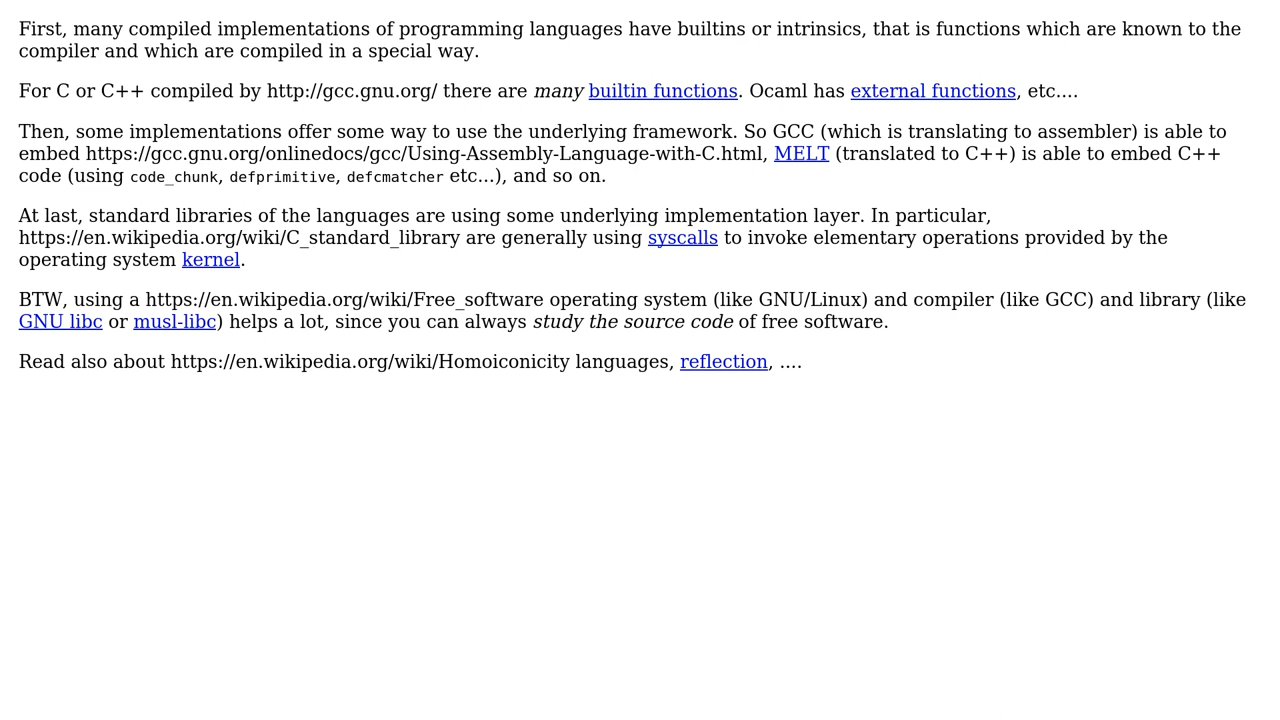 First, many compiled implementations of programming languages have builtins or intrinsics, that is functions which are known to the
compiler and which are compiled in a special way.
For C or C++ compiled by http://gcc.gnu.org/ there are many builtin functions. Ocaml has external functions, etc....
Then, some implementations offer some way to use the underlying framework. So GCC (which is translating to assembler) is able to
embed https://gcc.gnu.org/onlinedocs/gcc/Using-Assembly-Language-with-C.html, MELT (translated to C++) is able to embed C++
code (using code_chunk, defprimitive, defcmatcher etc...), and so on.
At last, standard libraries of the languages are using some underlying implementation layer. In particular,
https://en.wikipedia.org/wiki/C_standard_library are generally using syscalls to invoke elementary operations provided by the
operating system kernel.
BTW, using a https://en.wikipedia.org/wiki/Free_software operating system (like GNU/Linux) and compiler (like GCC) and library (like
GNU libc or musl-libc) helps a lot, since you can always study the source code of free software.
Read also about https://en.wikipedia.org/wiki/Homoiconicity languages, reflection, ....